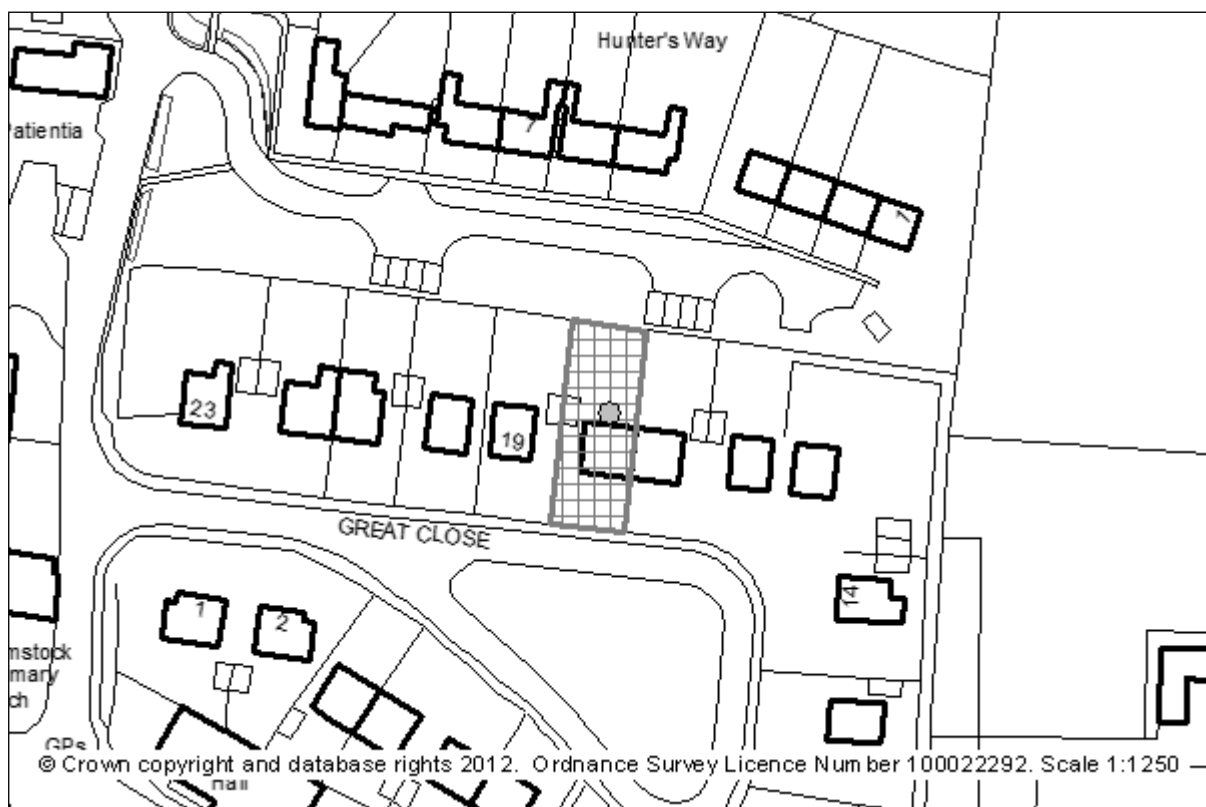 Hunter's Way
7
1
Patientia
23
19
GREAT CLOSE
14
1
2
mstock
mary
ch
GPs
Hall
© Crown copyright and database rights 2012. Ordnance Survey Licence Number 100022292. Scale 1:1250